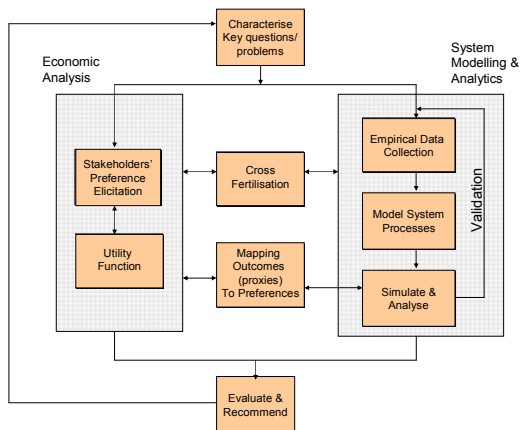 Characterise
Key questions/
problems
Economic
Analysis
System
Modelling &
Analytics
Stakeholders’
Preference
Elicitation
Utility
Function
Cross
Fertilisation
Mapping
Outcomes
(proxies)
To Preferences
Empirical Data
Collection
Model System
Processes
Simulate &
Analyse
Validation
Evaluate &
Recommend